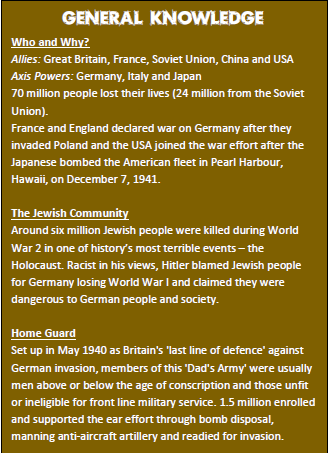 GENERAL KNOWLEDGE
Who and Why?
Allies: Great Britain, France, Soviet Union, China and USA
Axis Powers: Germany, Italy and Japan
70 million people lost their lives (24 million from the Soviet
Union).
France and England declared war on Germany after they
invaded Poland and the USA joined the war effort after the
Japanese bombed the American fleet in Pearl Harbour,
Hawaii, on December 7, 1941.
The Jewish Community
Around six million Jewish people were killed during World
War 2 in one of history's most terrible events – the
Holocaust. Racist in his views, Hitler blamed Jewish people
for Germany losing World War I and claimed they were
dangerous to German people and society.
Home Guard
Set up in May 1940 as Britain's 'last line of defence' against
German invasion, members of this 'Dad's Army' were usually
men above or below the age of conscription and those unfit
or ineligible for front line military service. 1.5 million enrolled
and supported the ear effort through bomb disposal,
manning anti-aircraft artillery and readied for invasion.